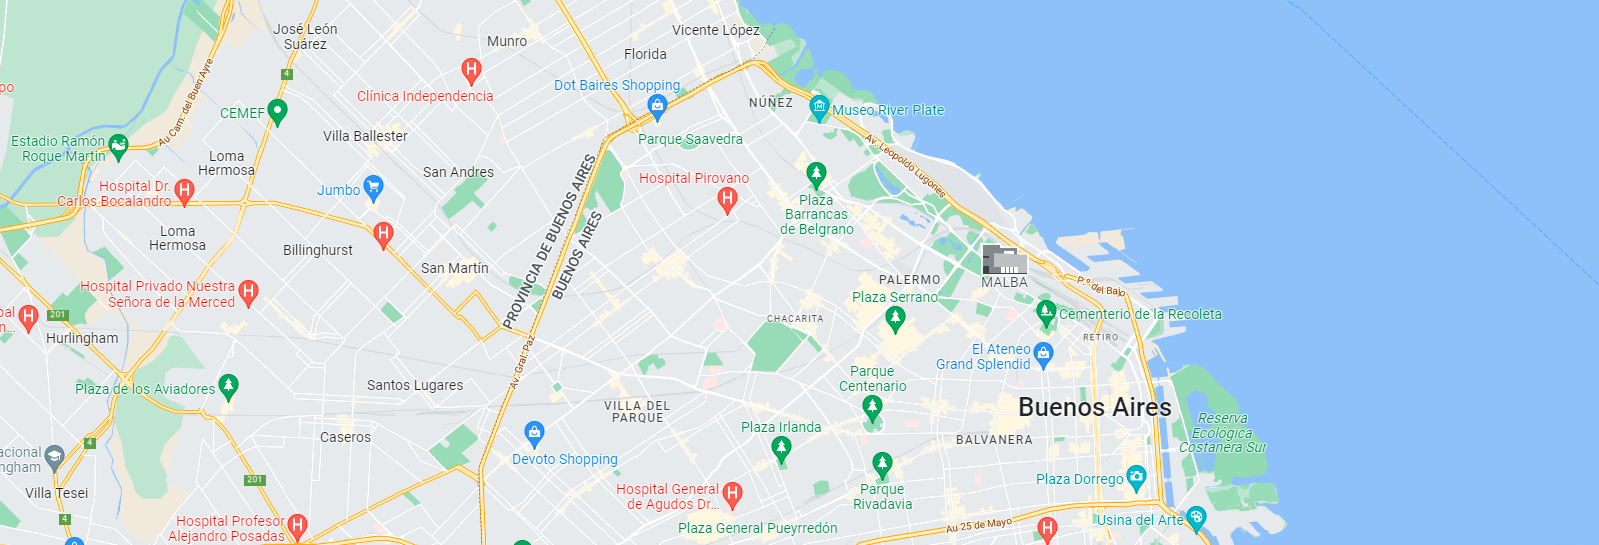 José León
Suárez
Munro
Vicente López
Florida
Clínica Independencia
Dot Baires Shopping
NÚÑEZ
Museo River Plate
po
4
CEMEF
Au Cam. del Buen Ayre
Villa Ballester
Parque Saavedra
Av. Leopoldo Lugones
Estadio Ramón
Roque Martin
Loma
Hermosa
San Andres
Hospital Pirovano
Hospital Dr.
Carlos Bocalandro
Jumbo
PROVINCIA DE BUENOS AIRES
BUENOS AIRES
Plaza
Barrancas
de Belgrano
Loma
Hermosa
Billinghurst
San Martín
PALERMO
MALBA
P.º del Bajo
Hospital Privado Nuestra
Señora de la Merced
Plaza Serrano
Cementerio de la Recoleta
201
Hurlingham
CHACARITA
RETIRO
El Ateneo
Grand Splendid
Av. Gral. Paz
Plaza de los Aviadores
Santos Lugares
Parque
Centenario
VILLA DEL
PARQUE
Buenos Aires
Reserva
Ecológica
Costanera Sur
Caseros
Plaza Irlanda
BALVANERA
4
Devoto Shopping
acional
ngham
201
Villa Tesei
Plaza Dorrego
Hospital General
de Agudos Dr...
Parque
Rivadavia
4
Hospital Profesor
Alejandro Posadas
Plaza General Pueyrredón
Au 25 de Mayo
Usina del Arte